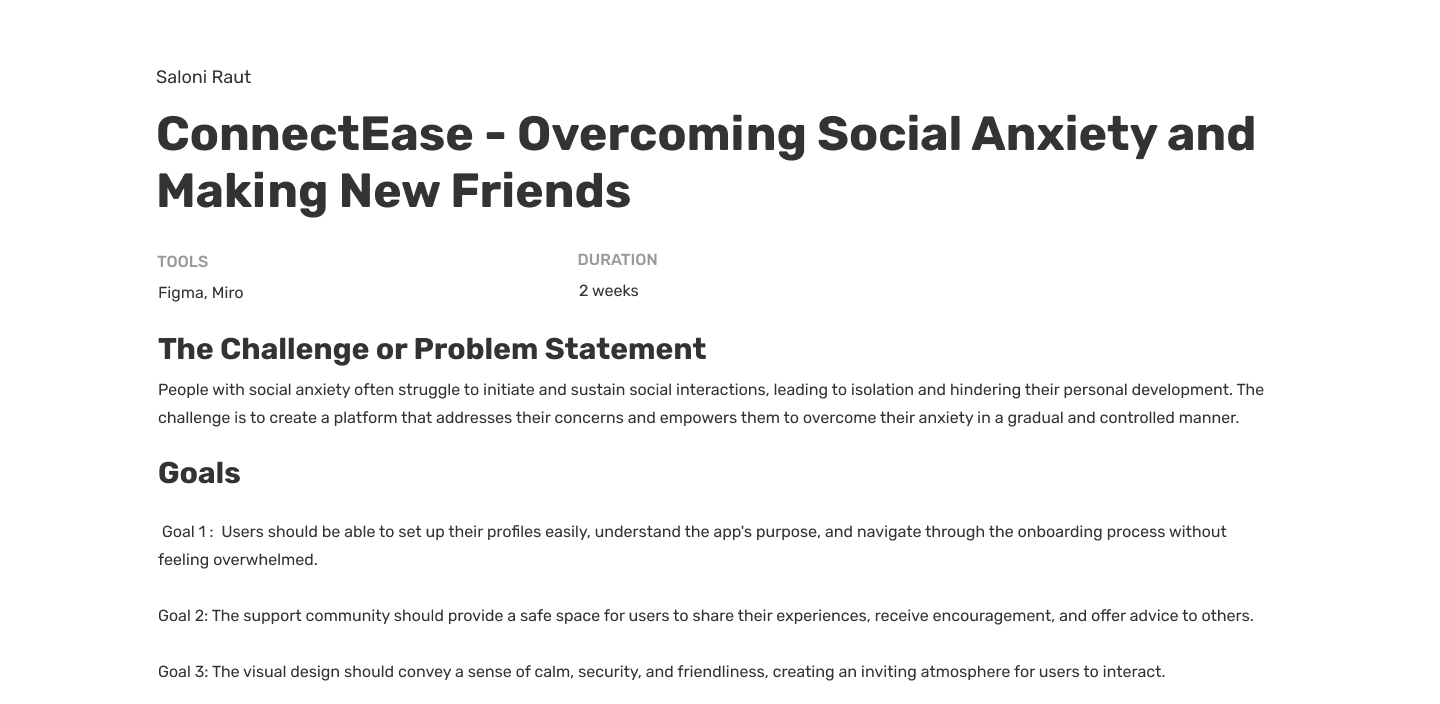 Saloni Raut
ConnectEase - Overcoming Social Anxiety and
Making New Friends
TOOLS
DURATION
Figma, Miro
2 weeks
The Challenge or Problem Statement
People with social anxiety often struggle to initiate and sustain social interactions, leading to isolation and hindering their personal development. The
challenge is to create a platform that addresses their concerns and empowers them to overcome their anxiety in a gradual and controlled manner.
Goals
Goal 1 :  Users should be able to set up their profiles easily, understand the app's purpose, and navigate through the onboarding process without
feeling overwhelmed.
Goal 2: The support community should provide a safe space for users to share their experiences, receive encouragement, and offer advice to others.
Goal 3: The visual design should convey a sense of calm, security, and friendliness, creating an inviting atmosphere for users to interact.